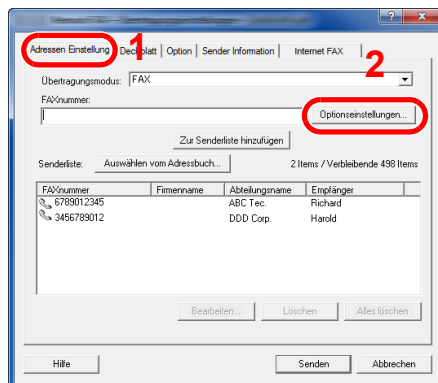 1
Adressen Einstellung Deckblatt Option Sender Information Internet FAX
2
Übertragungsmodus: FAX
FAXnummer:
Optionseinstellungen...
Zur Senderliste hinzufügen
Senderliste: Auswählen vom Adressbuch... 2 Items / Verbleibende 498 Items
FAXnummer Firmenname Abteilungsname Empfänger
6789012345 ABC Tec. Richard
3456789012 DDD Corp. Harold
Bearbeiten... Löschen Alles löschen
Hilfe Senden Abbrechen